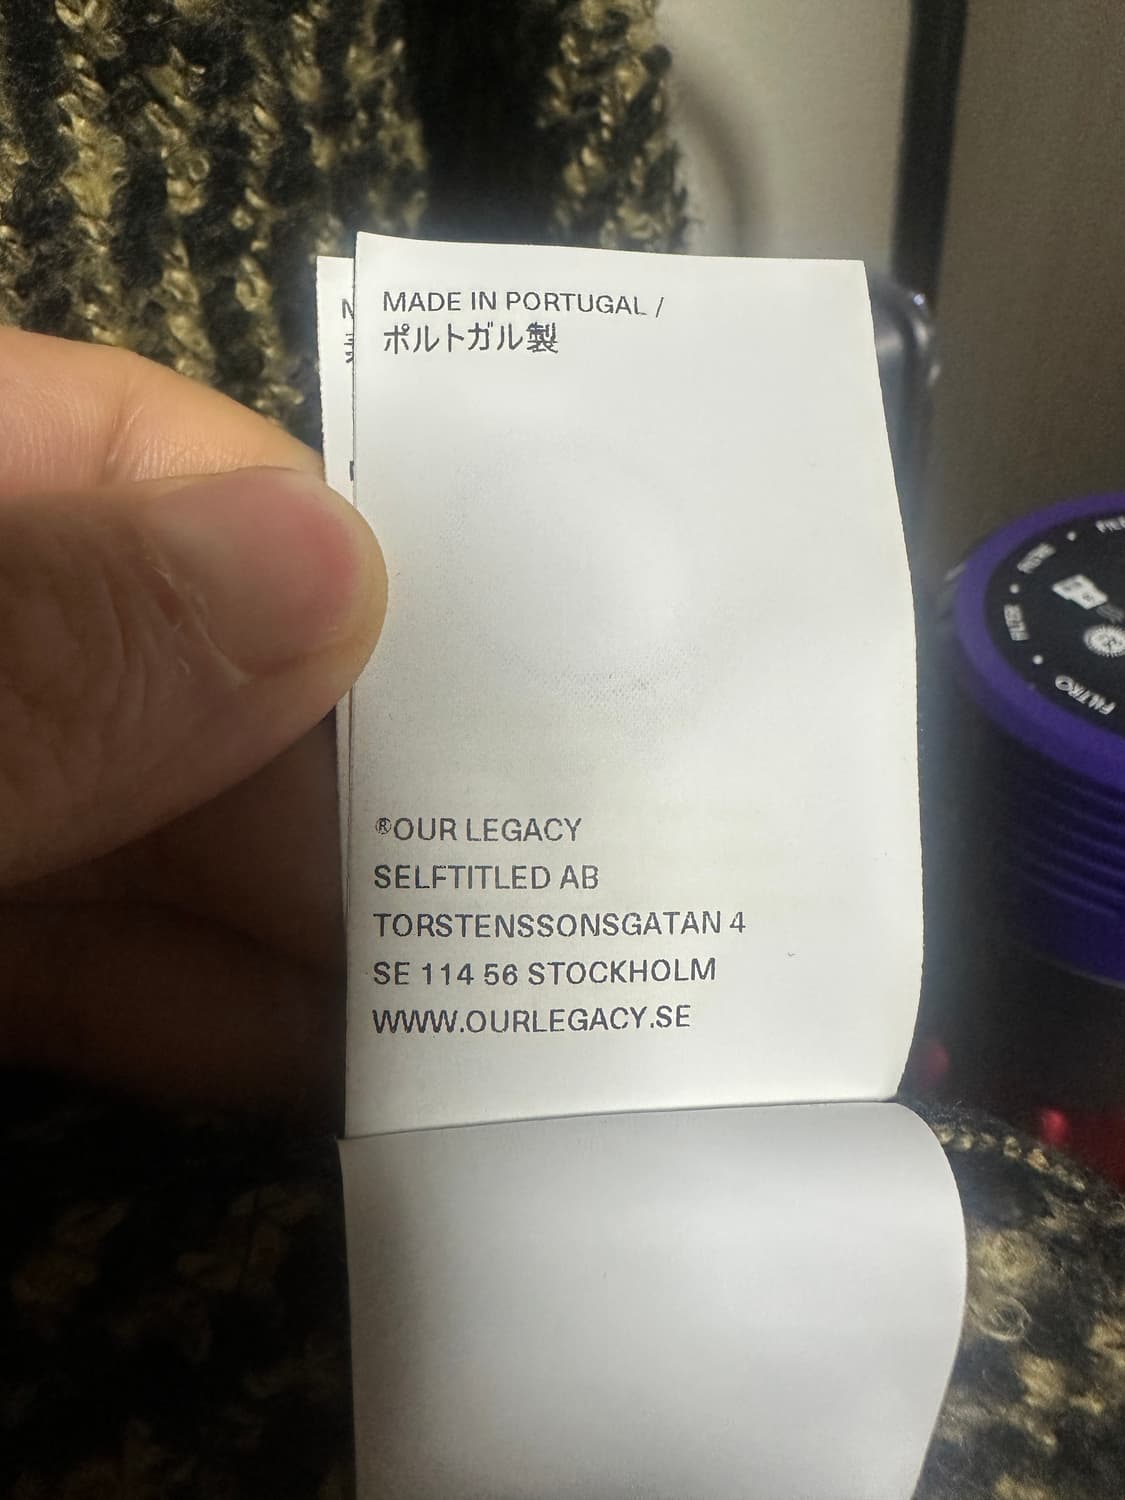 MADE IN PORTUGAL /
ポルトガル製
®OUR LEGACY
SELFTITLED AB
TORSTENSSONSGATAN 4
SE 114 56 STOCKHOLM
WWW.OURLEGACY.SE
FILTRO